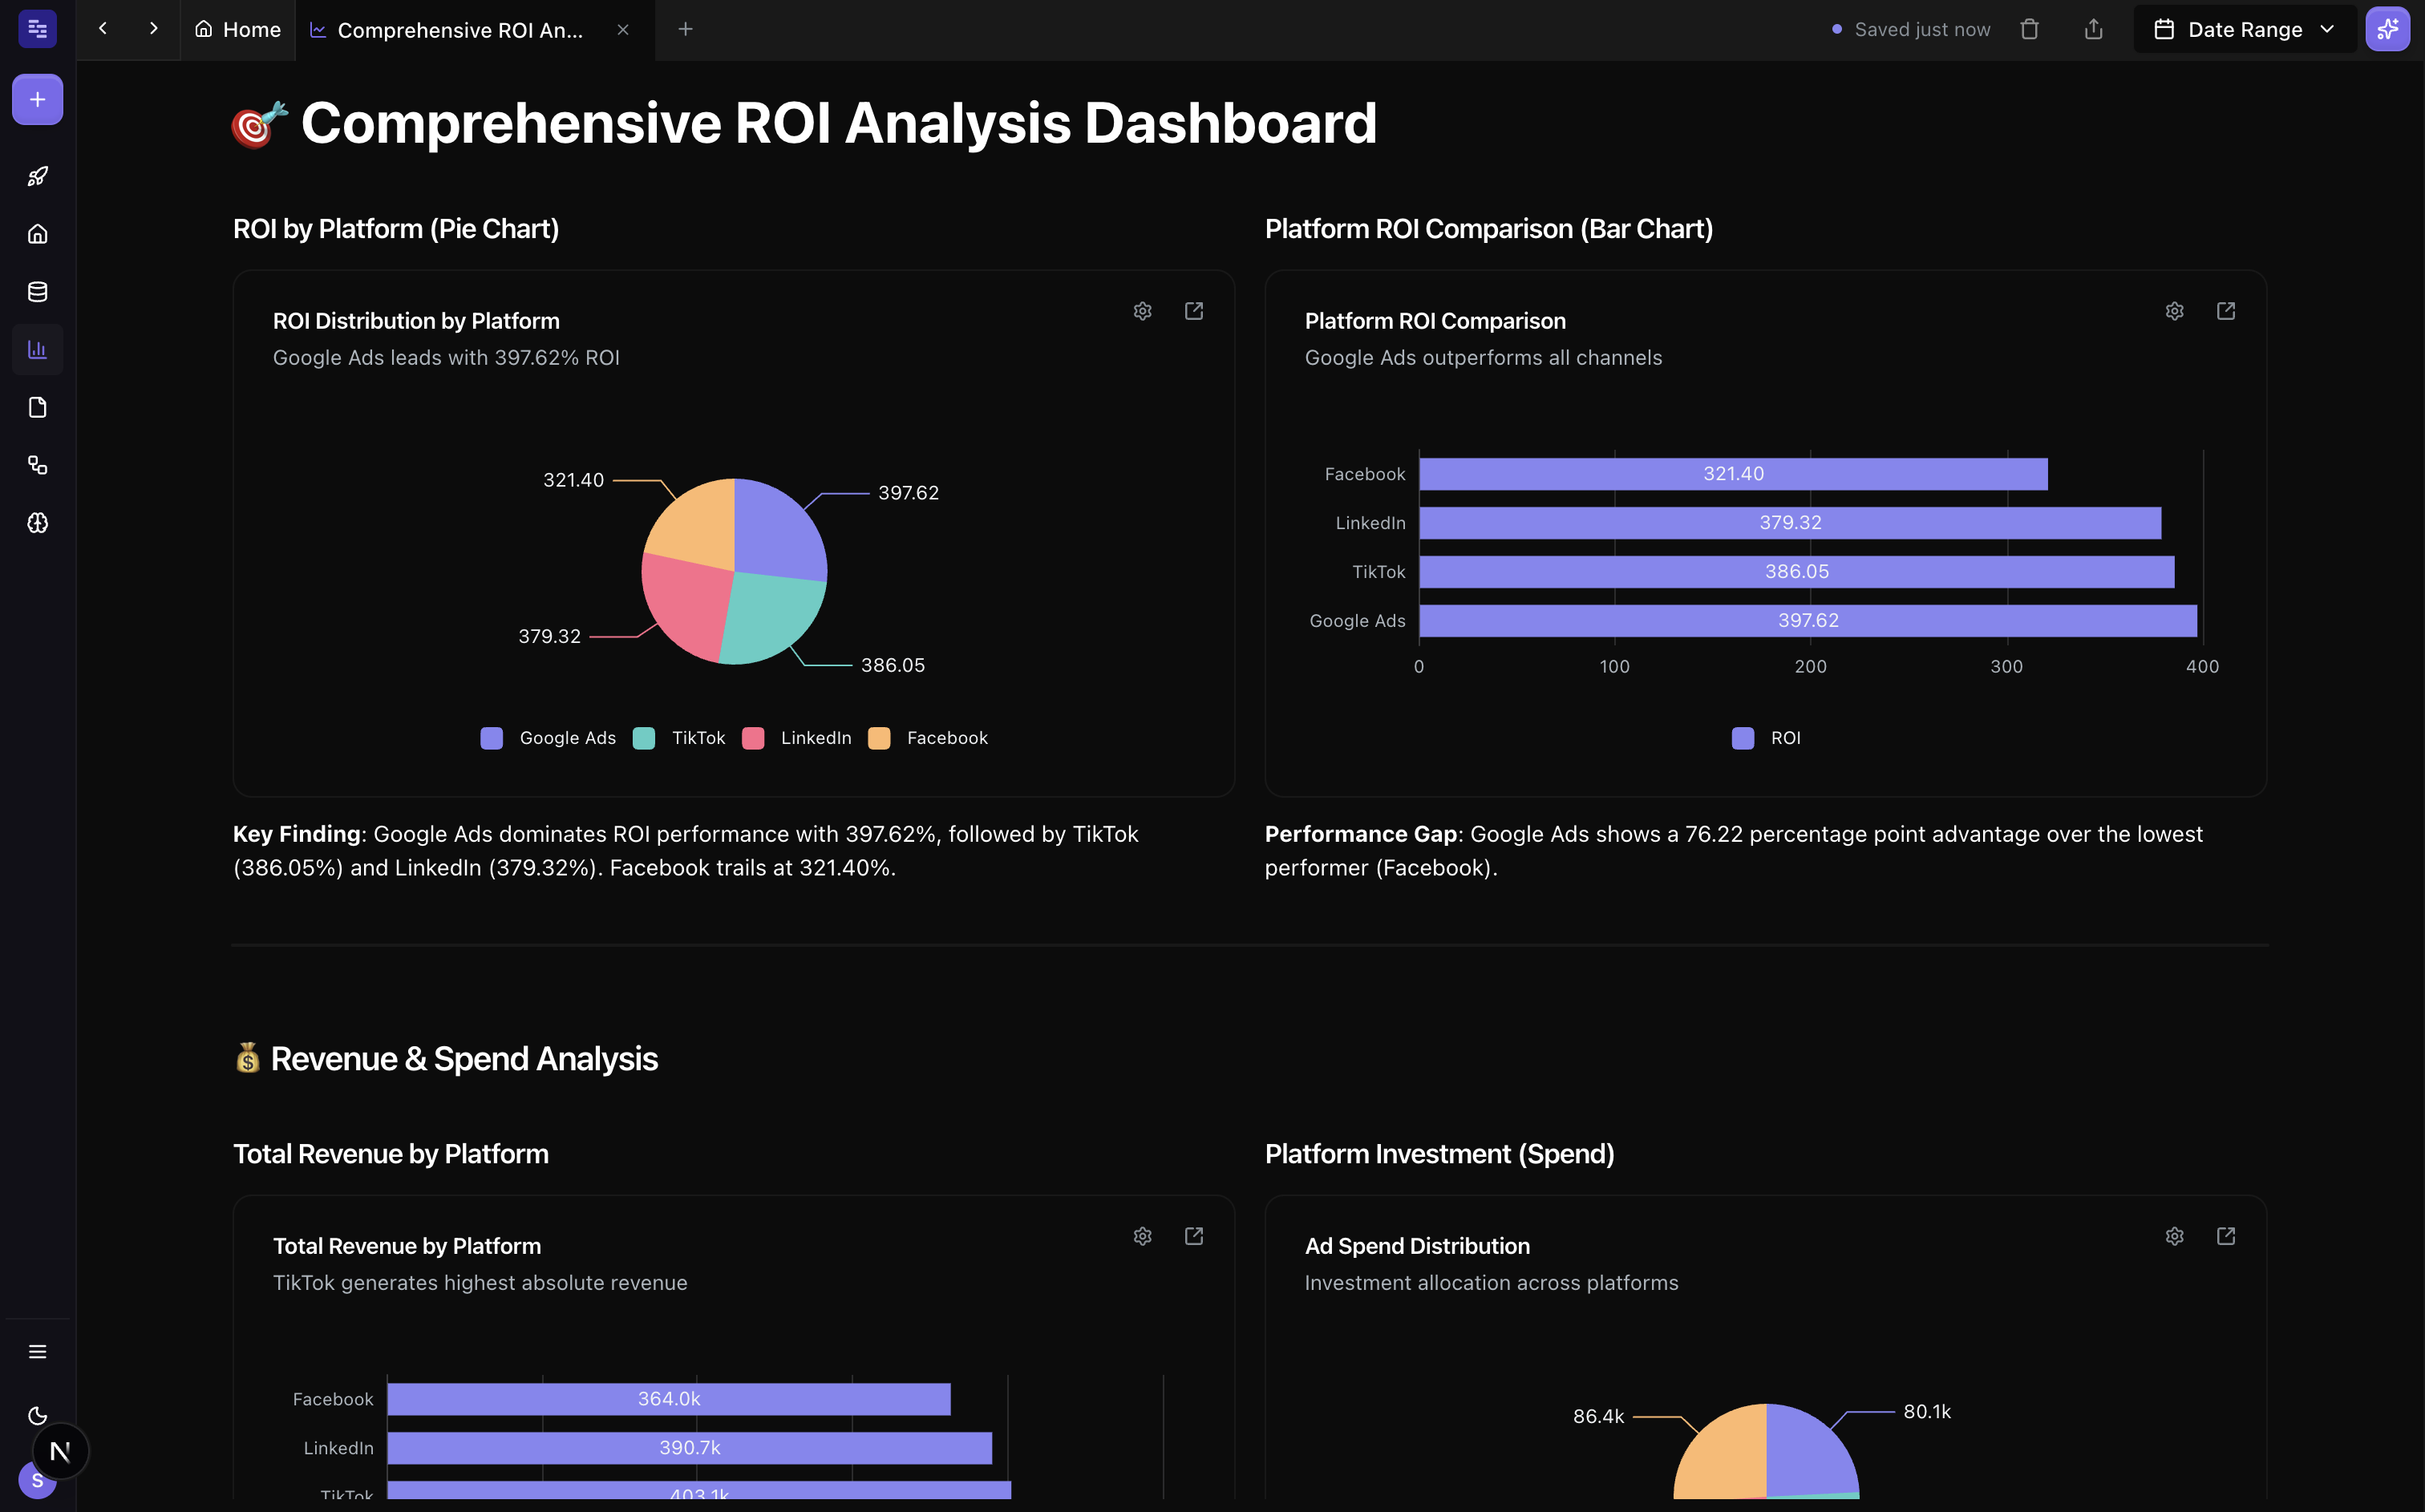 Home
Comprehensive ROI An...
Saved just now
Date Range
🎯 Comprehensive ROI Analysis Dashboard
ROI by Platform (Pie Chart)
ROI Distribution by Platform
Google Ads leads with 397.62% ROI
321.40
397.62
379.32
386.05
Google Ads
TikTok
LinkedIn
Facebook
Key Finding: Google Ads dominates ROI performance with 397.62%, followed by TikTok
(386.05%) and LinkedIn (379.32%). Facebook trails at 321.40%.
Platform ROI Comparison (Bar Chart)
Platform ROI Comparison
Google Ads outperforms all channels
Facebook
321.40
LinkedIn
379.32
TikTok
386.05
Google Ads
397.62
0
100
200
300
400
ROI
Performance Gap: Google Ads shows a 76.22 percentage point advantage over the lowest
performer (Facebook).
💰 Revenue & Spend Analysis
Total Revenue by Platform
Total Revenue by Platform
TikTok generates highest absolute revenue
Facebook
364.0k
LinkedIn
390.7k
TikTok
403.1k
Platform Investment (Spend)
Ad Spend Distribution
Investment allocation across platforms
86.4k
80.1k
N
S